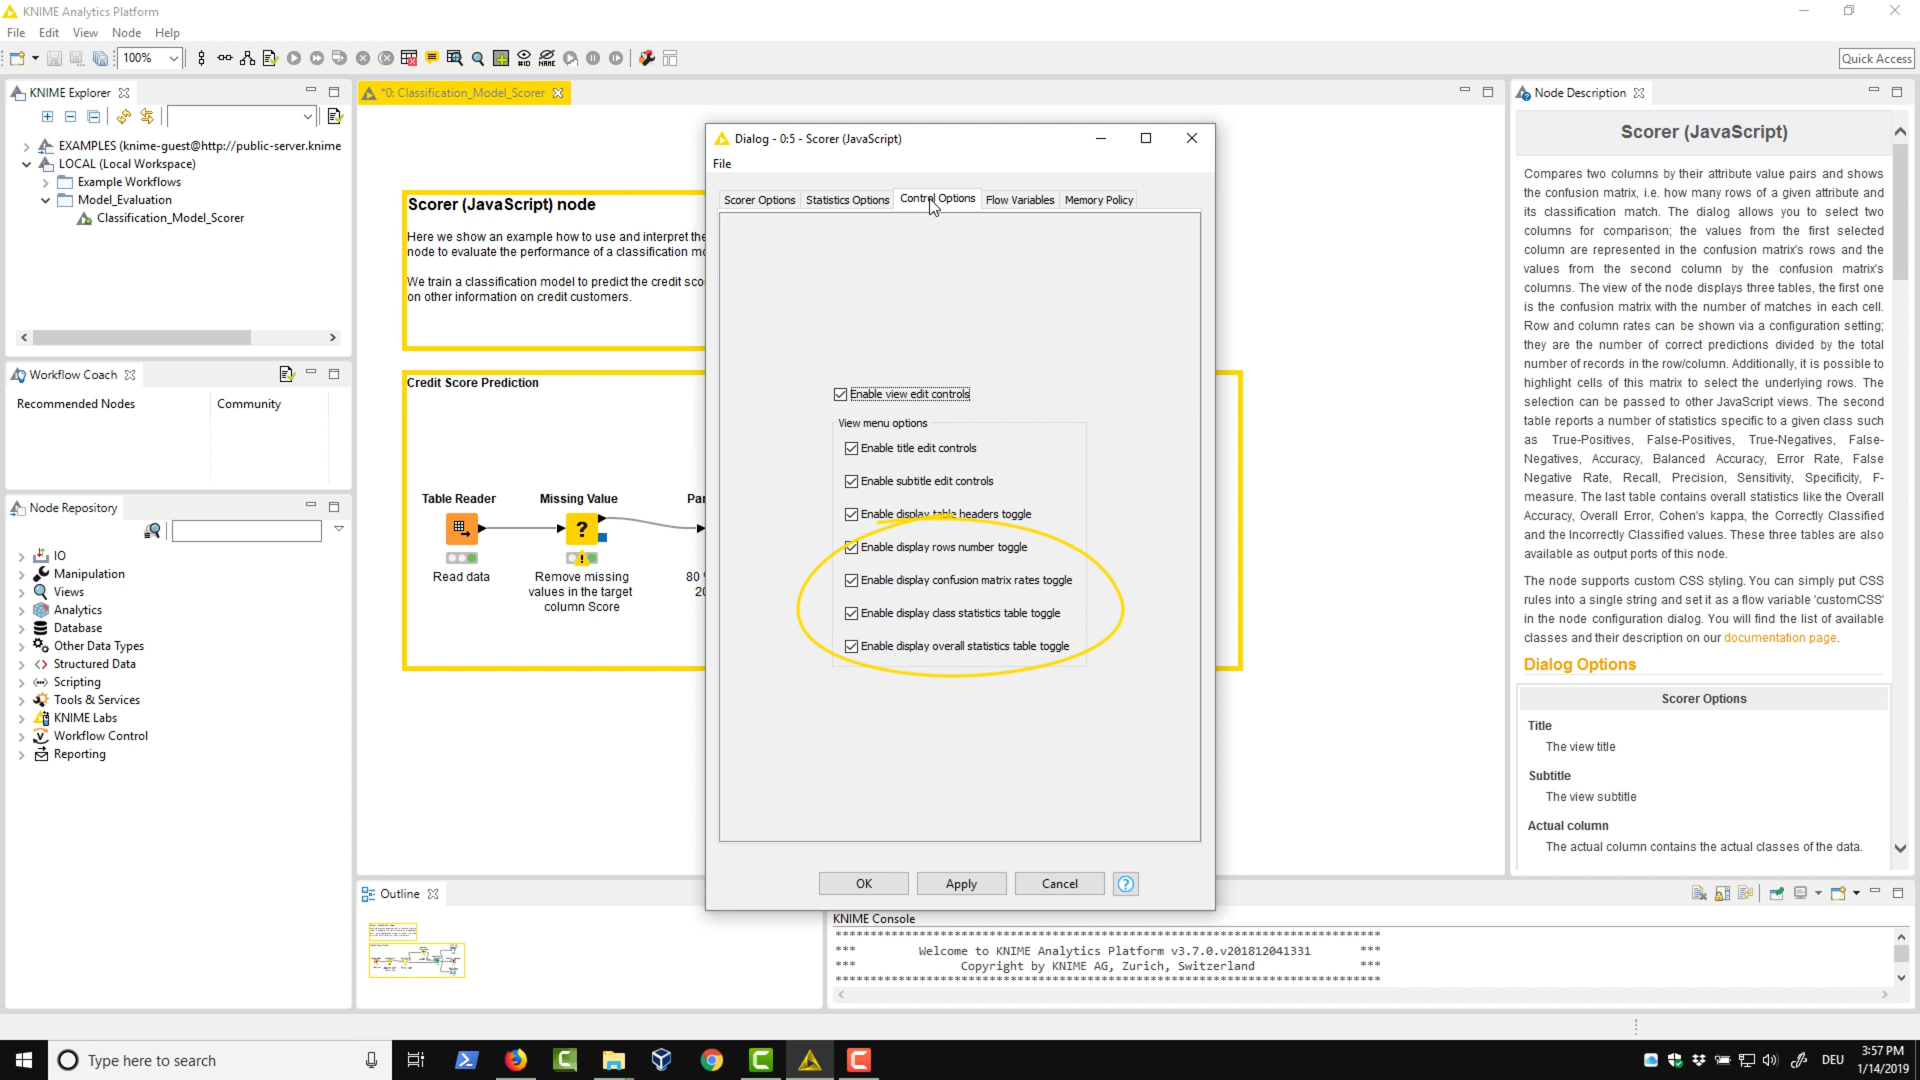 KNIME Analytics Platform
File Edit View Node Help
100%
Quick Access
KNIME Explorer
EXAMPLES (knime-guest@http://public-server.knime
LOCAL (Local Workspace)
Example Workflows
Model_Evaluation
Classification_Model_Scorer
Workflow Coach
Recommended Nodes
Community
Node Repository
IO
Manipulation
Views
Analytics
Database
Other Data Types
Structured Data
Scripting
Tools & Services
KNIME Labs
Workflow Control
Reporting
*0: Classification_Model_Scorer
Scorer (JavaScript) node
Here we show an example how to use and interpret the
node to evaluate the performance of a classification mo
We train a classification model to predict the credit sco
on other information on credit customers.
Credit Score Prediction
Table Reader
Missing Value
Par
Read data
Remove missing
values in the target
column Score
80 %
20
Dialog - 0:5 - Scorer (JavaScript)
File
Scorer Options
Statistics Options
Control Options
Flow Variables
Memory Policy
Enable view edit controls
View menu options
Enable title edit controls
Enable subtitle edit controls
Enable display table headers toggle
Enable display rows number toggle
Enable display confusion matrix rates toggle
Enable display class statistics table toggle
Enable display overall statistics table toggle
OK
Apply
Cancel
Node Description
Scorer (JavaScript)
Compares two columns by their attribute value pairs and shows
the confusion matrix, i.e. how many rows of a given attribute and
its classification match. The dialog allows you to select two
columns for comparison; the values from the first selected
column are represented in the confusion matrix's rows and the
values from the second column by the confusion matrix's
columns. The view of the node displays three tables, the first one
is the confusion matrix with the number of matches in each cell.
Row and column rates can be shown via a configuration setting;
they are the number of correct predictions divided by the total
number of records in the row/column. Additionally, it is possible to
highlight cells of this matrix to select the underlying rows. The
selection can be passed to other JavaScript views. The second
table reports a number of statistics specific to a given class such
as True-Positives, False-Positives, True-Negatives, False-
Negatives, Accuracy, Balanced Accuracy, Error Rate, False
Negative Rate, Recall, Precision, Sensitivity, Specificity, F-
measure. The last table contains overall statistics like the Overall
Accuracy, Overall Error, Cohen's kappa, the Correctly Classified
and the Incorrectly Classified values. These three tables are also
available as output ports of this node.
The node supports custom CSS styling. You can simply put CSS
rules into a single string and set it as a flow variable 'customCSS'
in the node configuration dialog. You will find the list of available
classes and their description on our documentation page.
Dialog Options
Scorer Options
Title
The view title
Subtitle
The view subtitle
Actual column
The actual column contains the actual classes of the data.
Outline
KNIME Console
********************************************************************************
*** Welcome to KNIME Analytics Platform v3.7.0.v201812041331 ***
*** Copyright by KNIME AG, Zurich, Switzerland ***
********************************************************************************
Type here to search
DEU
3:57 PM
1/14/2019